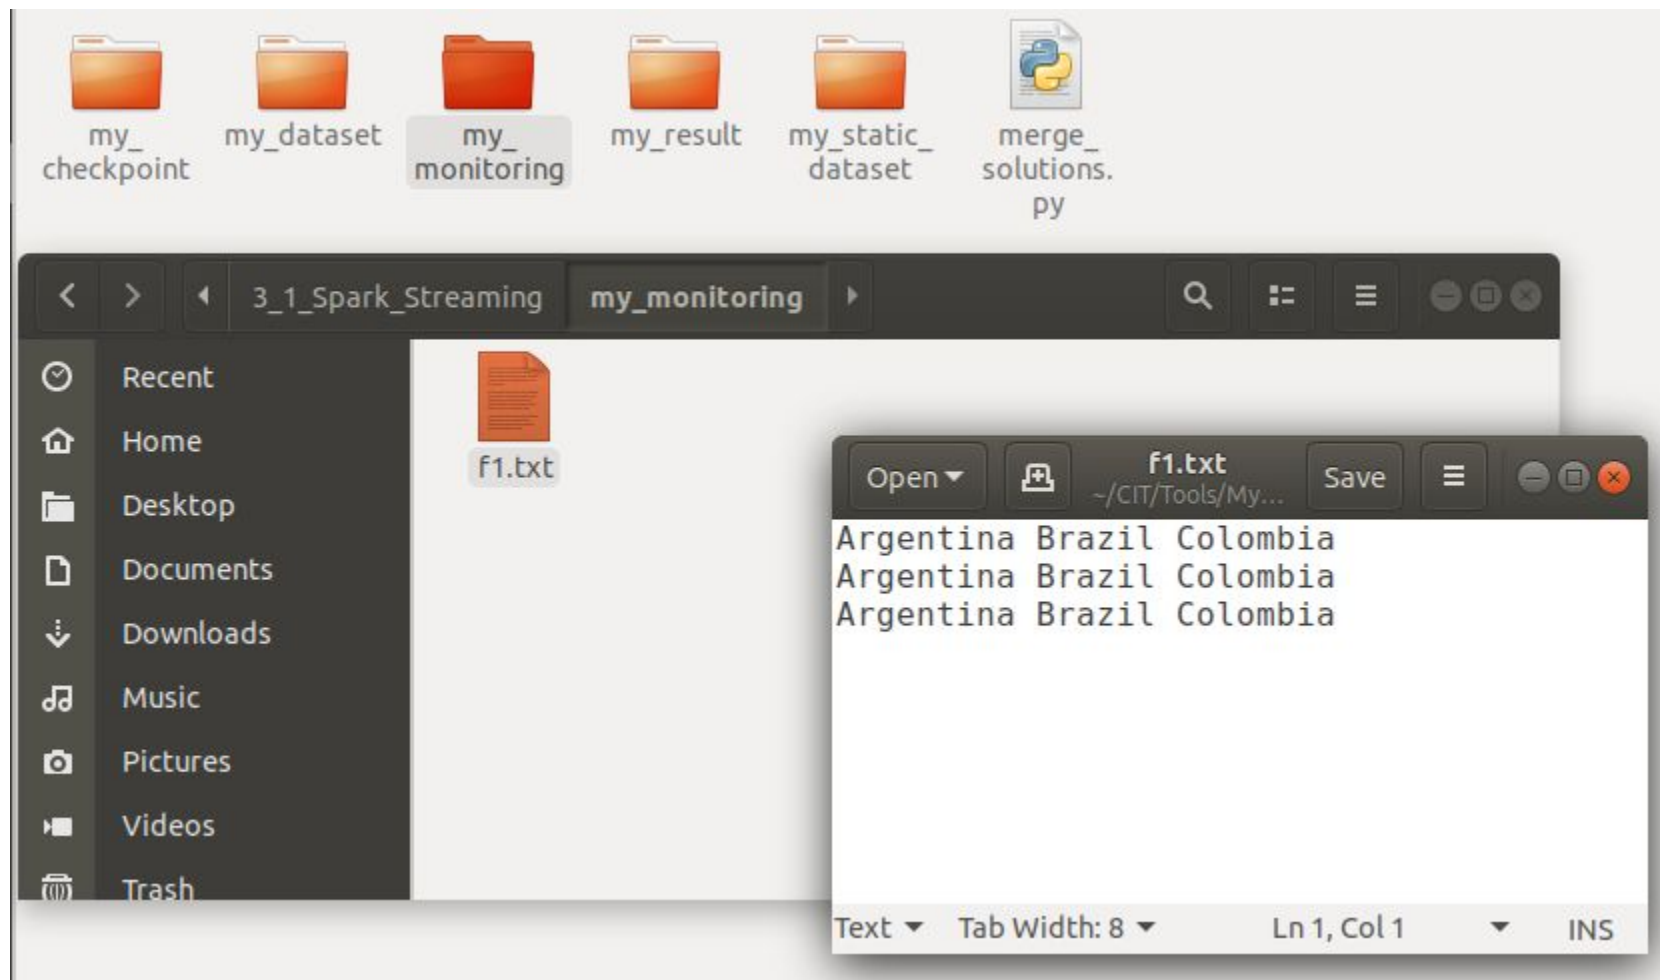 my_
checkpoint
my_dataset
my_
monitoring
my_result
my_static_
dataset
merge_
solutions.
py
3_1_Spark_Streaming
my_monitoring
Recent
Home
Desktop
Documents
Downloads
Music
Pictures
Videos
Trash
f1.txt
Open
f1.txt
~/CIT/Tools/My...
Save
Argentina Brazil Colombia
Argentina Brazil Colombia
Argentina Brazil Colombia
Text Tab Width: 8 Ln 1, Col 1 INS